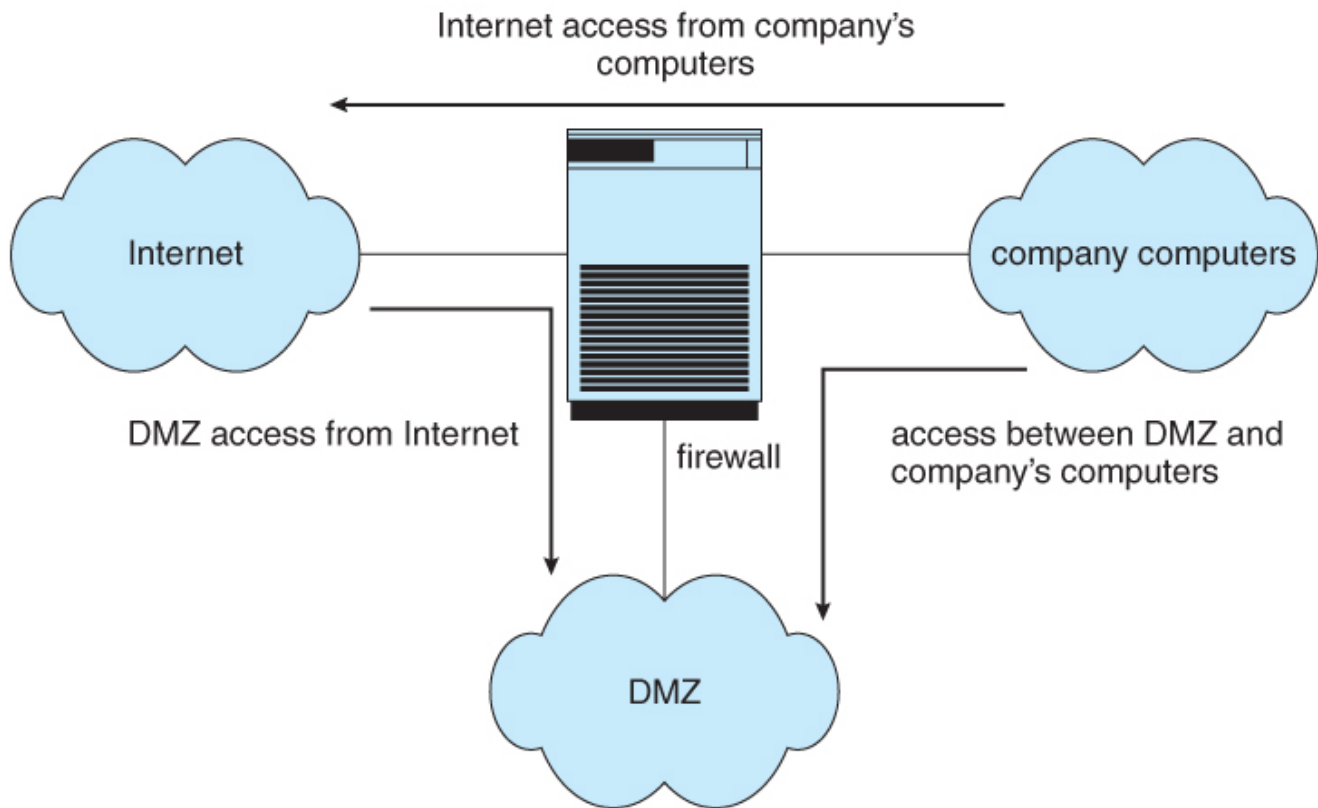 Internet access from company’s
computers
Internet
company computers
DMZ access from Internet
firewall
access between DMZ and
company’s computers
DMZ